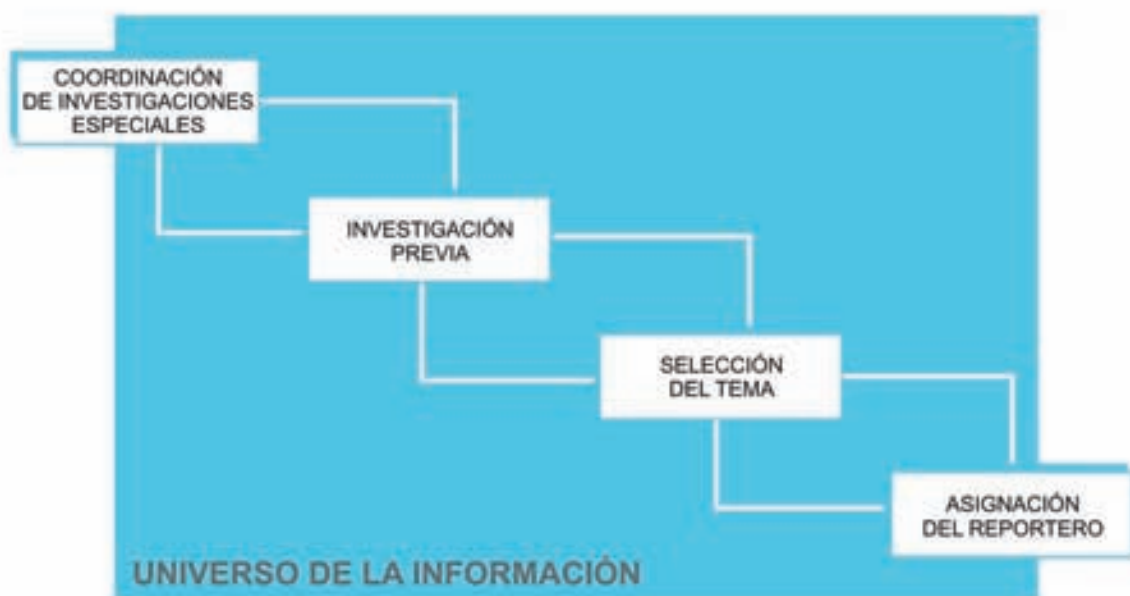 COORDINACIÓN
DE INVESTIGACIONES
ESPECIALES
INVESTIGACIÓN
PREVIA
SELECCIÓN
DEL TEMA
ASIGNACIÓN
DEL REPORTERO
UNIVERSO DE LA INFORMACIÓN